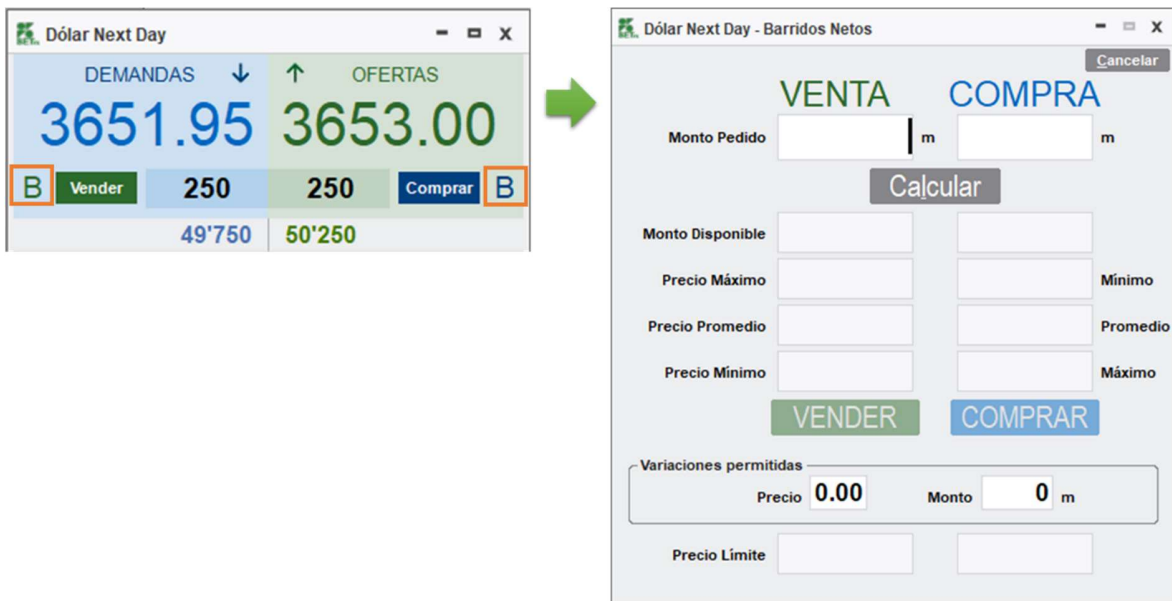 Dólar Next Day
DEMANDAS ↓ ↑ OFERTAS
3651.95 3653.00
B Vender 250 250 Comprar B
49'750 50'250
Dólar Next Day - Barridos Netos
Cancelar
VENTA COMPRA
Monto Pedido m m
Calcular
Monto Disponible
Precio Máximo Mínimo
Precio Promedio Promedio
Precio Mínimo Máximo
VENDER COMPRAR
Variaciones permitidas
Precio 0.00 Monto 0 m
Precio Límite